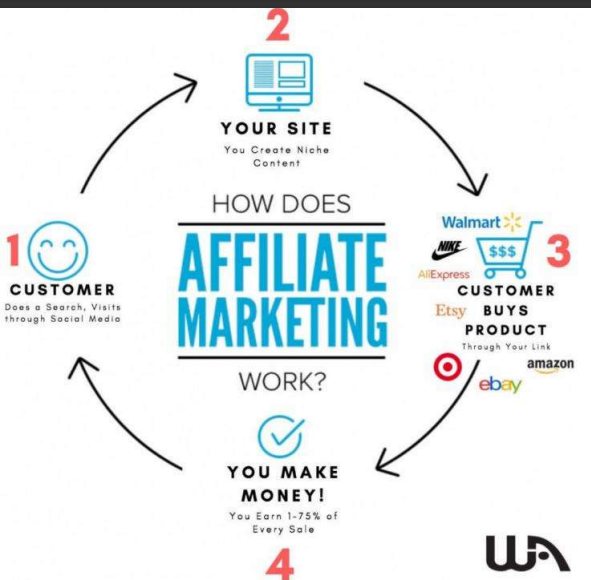 2
YOUR SITE
You Create Niche
Content
HOW DOES
AFFILIATE
MARKETING
WORK?
1
CUSTOMER
Does a Search, Visits
through Social Media
Walmart
NIKE
$$$
3
AliExpress
CUSTOMER
Etsy BUYS
PRODUCT
Through Your Link
amazon
ebay
YOU MAKE
MONEY!
You Earn 1-75% of
Every Sale
4
WA